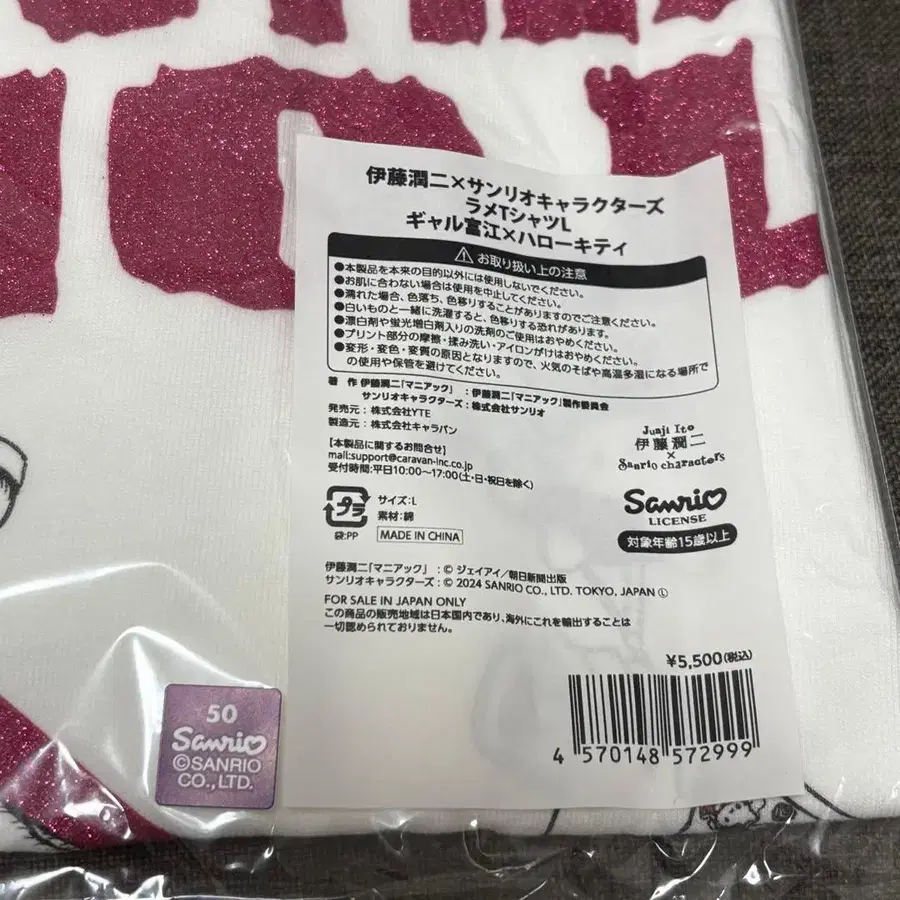 伊藤潤二×サンリオキャラクターズ
ラメTシャツL
ギャル富江×ハローキティ
お取り扱い上の注意
●本製品を本来の目的以外には使用しないでください。
●お肌に合わない場合は使用を中止してください。
●濡れた場合、色落ち、色移りすることがありますのでご注意ください。
●白いものと一緒に洗濯すると、色移りする恐れがあります。
●漂白剤や蛍光増白剤入りの洗剤のご使用はおやめください。
●プリント部分の摩擦・揉み洗い・アイロンがけはおやめください。
●変形・変色・変質の原因となりますので、火気のそばや高温多湿になる場所で
の使用や保管を避けてください。
著 作 伊藤潤二『マニアック』 : 伊藤潤二『マニアック』製作委員会
サンリオキャラクターズ : 株式会社サンリオ
発売元 : 株式会社YTE
製造元 : 株式会社キャラバン
【本製品に関するお問合せ】
mail:support@caravan-inc.co.jp
受付時間:平日10:00〜17:00(土・日・祝日を除く)
プラ
袋:PP
サイズ:L
素材:綿
MADE IN CHINA
Junji Ito
伊藤潤二
×
Sanrio characters
Sanrio
LICENSE
対象年齢15歳以上
伊藤潤二『マニアック』 : © ジェイアイ/朝日新聞出版
サンリオキャラクターズ : © 2024 SANRIO CO., LTD. TOKYO, JAPAN Ⓛ
FOR SALE IN JAPAN ONLY
この商品の販売地域は日本国内であり、海外にこれを輸出することは
一切認められておりません。
¥5,500(税込)
4 570148 572999
50
Sanrio
©SANRIO
CO., LTD.